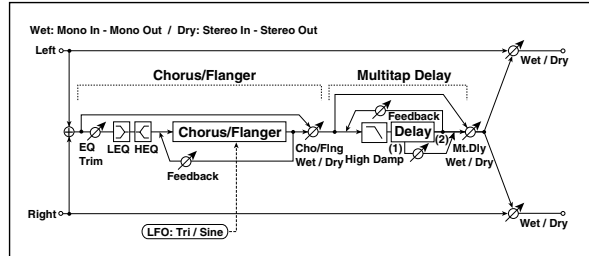 Wet: Mono In - Mono Out / Dry: Stereo In - Stereo Out
Left
Wet / Dry
Chorus/Flanger
Multitap Delay
Feedback
EQ Trim
LEQ
HEQ
Chorus/Flanger
Cho/Flng
Wet / Dry
High Damp
Delay
(1)
(2)
Mt.Dly
Wet / Dry
Feedback
Right
Wet / Dry
LFO: Tri / Sine